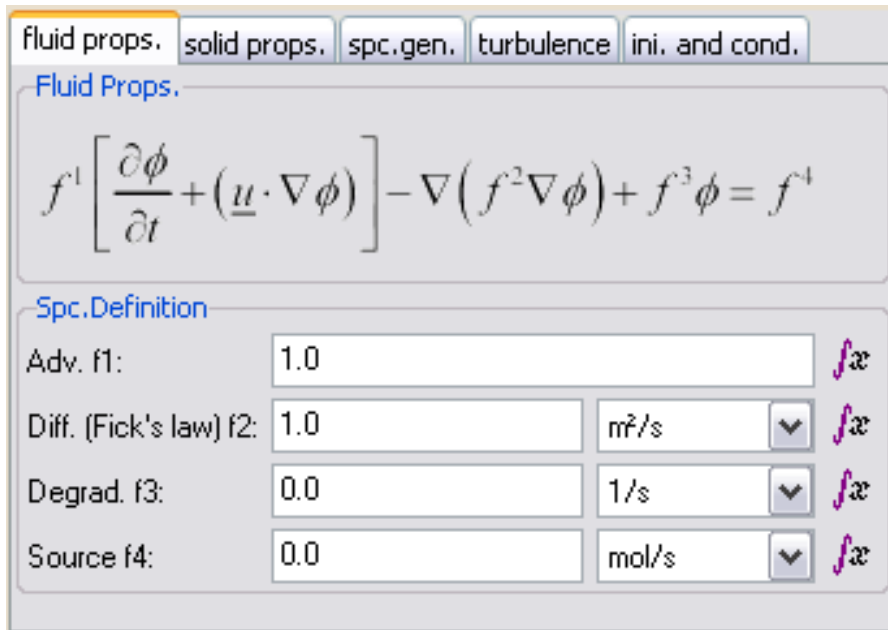 fluid props. solid props. spc.gen. turbulence ini. and cond.
Fluid Props.
f¹ [ ∂ϕ/∂t + (u̲ · ∇ϕ) ] − ∇(f²∇ϕ) + f³ϕ = f⁴
Spc.Definition
Adv. f1: 1.0 ∫x
Diff. (Fick's law) f2: 1.0 m²/s ∫x
Degrad. f3: 0.0 1/s ∫x
Source f4: 0.0 mol/s ∫x